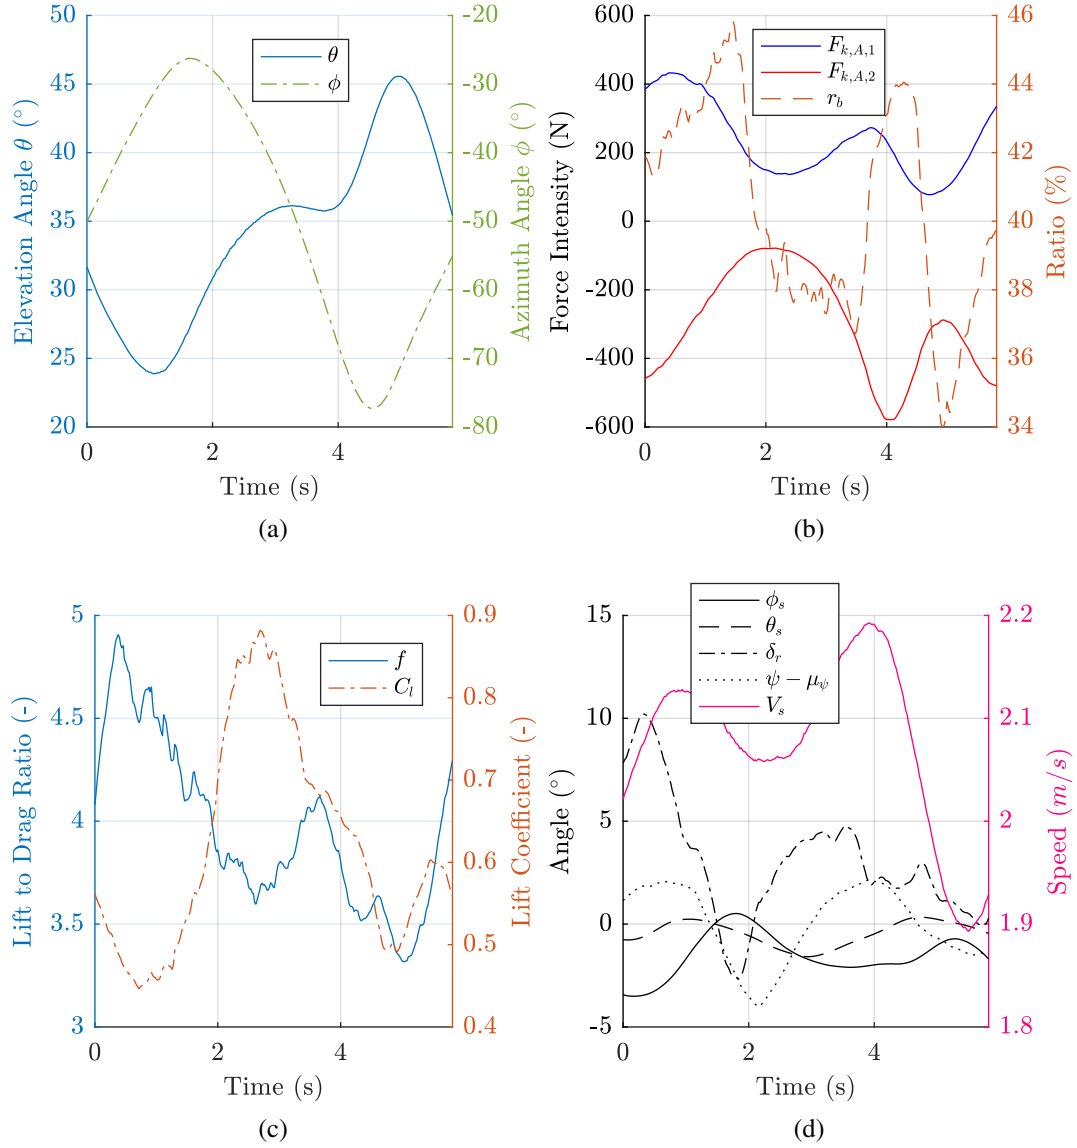 50
45
40
35
30
25
20
Elevation Angle θ (°)
-20
-30
-40
-50
-60
-70
-80
Azimuth Angle ϕ (°)
θ
ϕ
0 2 4
Time (s)
(a)
600
400
200
0
-200
-400
-600
Force Intensity (N)
46
44
42
40
38
36
34
Ratio (%)
F_{k,A,1}
F_{k,A,2}
r_b
0 2 4
Time (s)
(b)
5
4.5
4
3.5
3
Lift to Drag Ratio (-)
0.9
0.8
0.7
0.6
0.5
0.4
Lift Coefficient (-)
f
C_l
0 2 4
Time (s)
(c)
15
10
5
0
-5
Angle (°)
2.2
2.1
2
1.9
1.8
Speed (m/s)
ϕ_s
θ_s
δ_r
ψ − μ_ψ
V_s
0 2 4
Time (s)
(d)